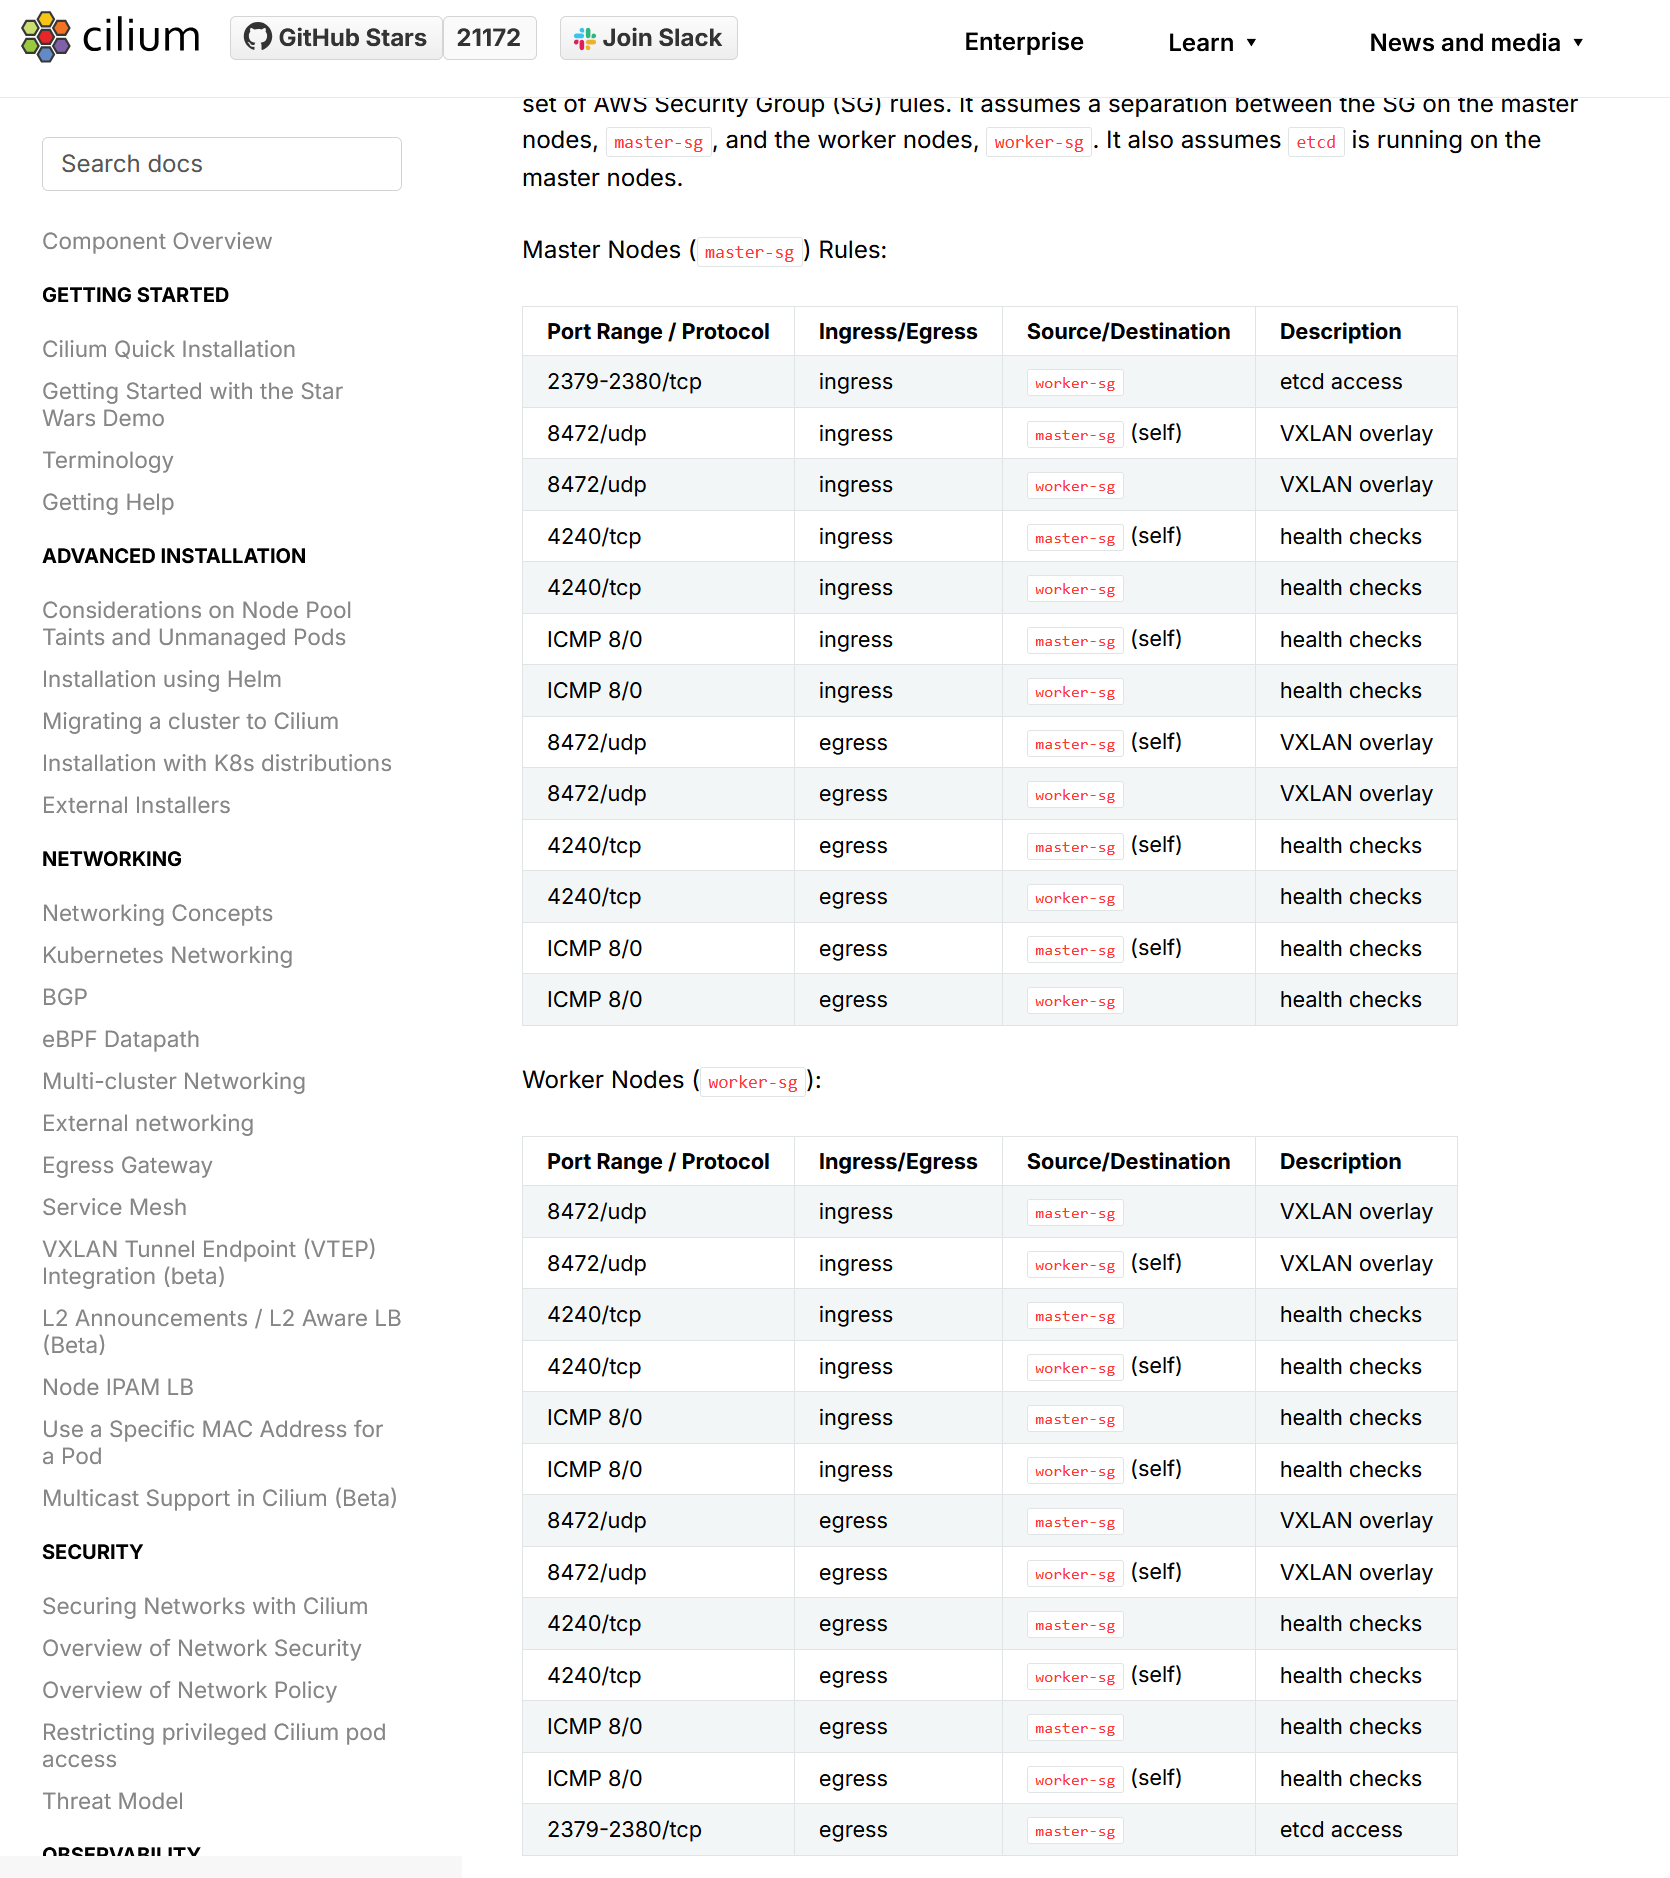 cilium
GitHub Stars 21172 Join Slack Enterprise Learn ▼ News and media ▼
Search docs
Component Overview
GETTING STARTED
Cilium Quick Installation
Getting Started with the Star
Wars Demo
Terminology
Getting Help
ADVANCED INSTALLATION
Considerations on Node Pool
Taints and Unmanaged Pods
Installation using Helm
Migrating a cluster to Cilium
Installation with K8s distributions
External Installers
NETWORKING
Networking Concepts
Kubernetes Networking
BGP
eBPF Datapath
Multi-cluster Networking
External networking
Egress Gateway
Service Mesh
VXLAN Tunnel Endpoint (VTEP)
Integration (beta)
L2 Announcements / L2 Aware LB
(Beta)
Node IPAM LB
Use a Specific MAC Address for
a Pod
Multicast Support in Cilium (Beta)
SECURITY
Securing Networks with Cilium
Overview of Network Security
Overview of Network Policy
Restricting privileged Cilium pod
access
Threat Model
OBSERVABILITY
set of AWS Security Group (SG) rules. It assumes a separation between the SG on the master
nodes, master-sg, and the worker nodes, worker-sg. It also assumes etcd is running on the
master nodes.
Master Nodes (master-sg) Rules:
Port Range / Protocol Ingress/Egress Source/Destination Description
2379-2380/tcp ingress worker-sg etcd access
8472/udp ingress master-sg (self) VXLAN overlay
8472/udp ingress worker-sg VXLAN overlay
4240/tcp ingress master-sg (self) health checks
4240/tcp ingress worker-sg health checks
ICMP 8/0 ingress master-sg (self) health checks
ICMP 8/0 ingress worker-sg health checks
8472/udp egress master-sg (self) VXLAN overlay
8472/udp egress worker-sg VXLAN overlay
4240/tcp egress master-sg (self) health checks
4240/tcp egress worker-sg health checks
ICMP 8/0 egress master-sg (self) health checks
ICMP 8/0 egress worker-sg health checks
Worker Nodes (worker-sg):
Port Range / Protocol Ingress/Egress Source/Destination Description
8472/udp ingress master-sg VXLAN overlay
8472/udp ingress worker-sg (self) VXLAN overlay
4240/tcp ingress master-sg health checks
4240/tcp ingress worker-sg (self) health checks
ICMP 8/0 ingress master-sg health checks
ICMP 8/0 ingress worker-sg (self) health checks
8472/udp egress master-sg VXLAN overlay
8472/udp egress worker-sg (self) VXLAN overlay
4240/tcp egress master-sg health checks
4240/tcp egress worker-sg (self) health checks
ICMP 8/0 egress master-sg health checks
ICMP 8/0 egress worker-sg (self) health checks
2379-2380/tcp egress master-sg etcd access